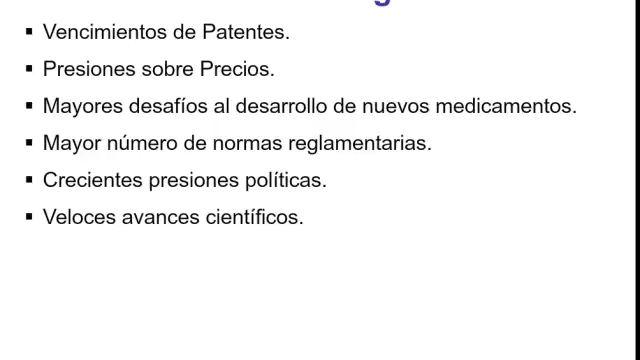 ▪ Vencimientos de Patentes.
▪ Presiones sobre Precios.
▪ Mayores desafíos al desarrollo de nuevos medicamentos.
▪ Mayor número de normas reglamentarias.
▪ Crecientes presiones políticas.
▪ Veloces avances científicos.